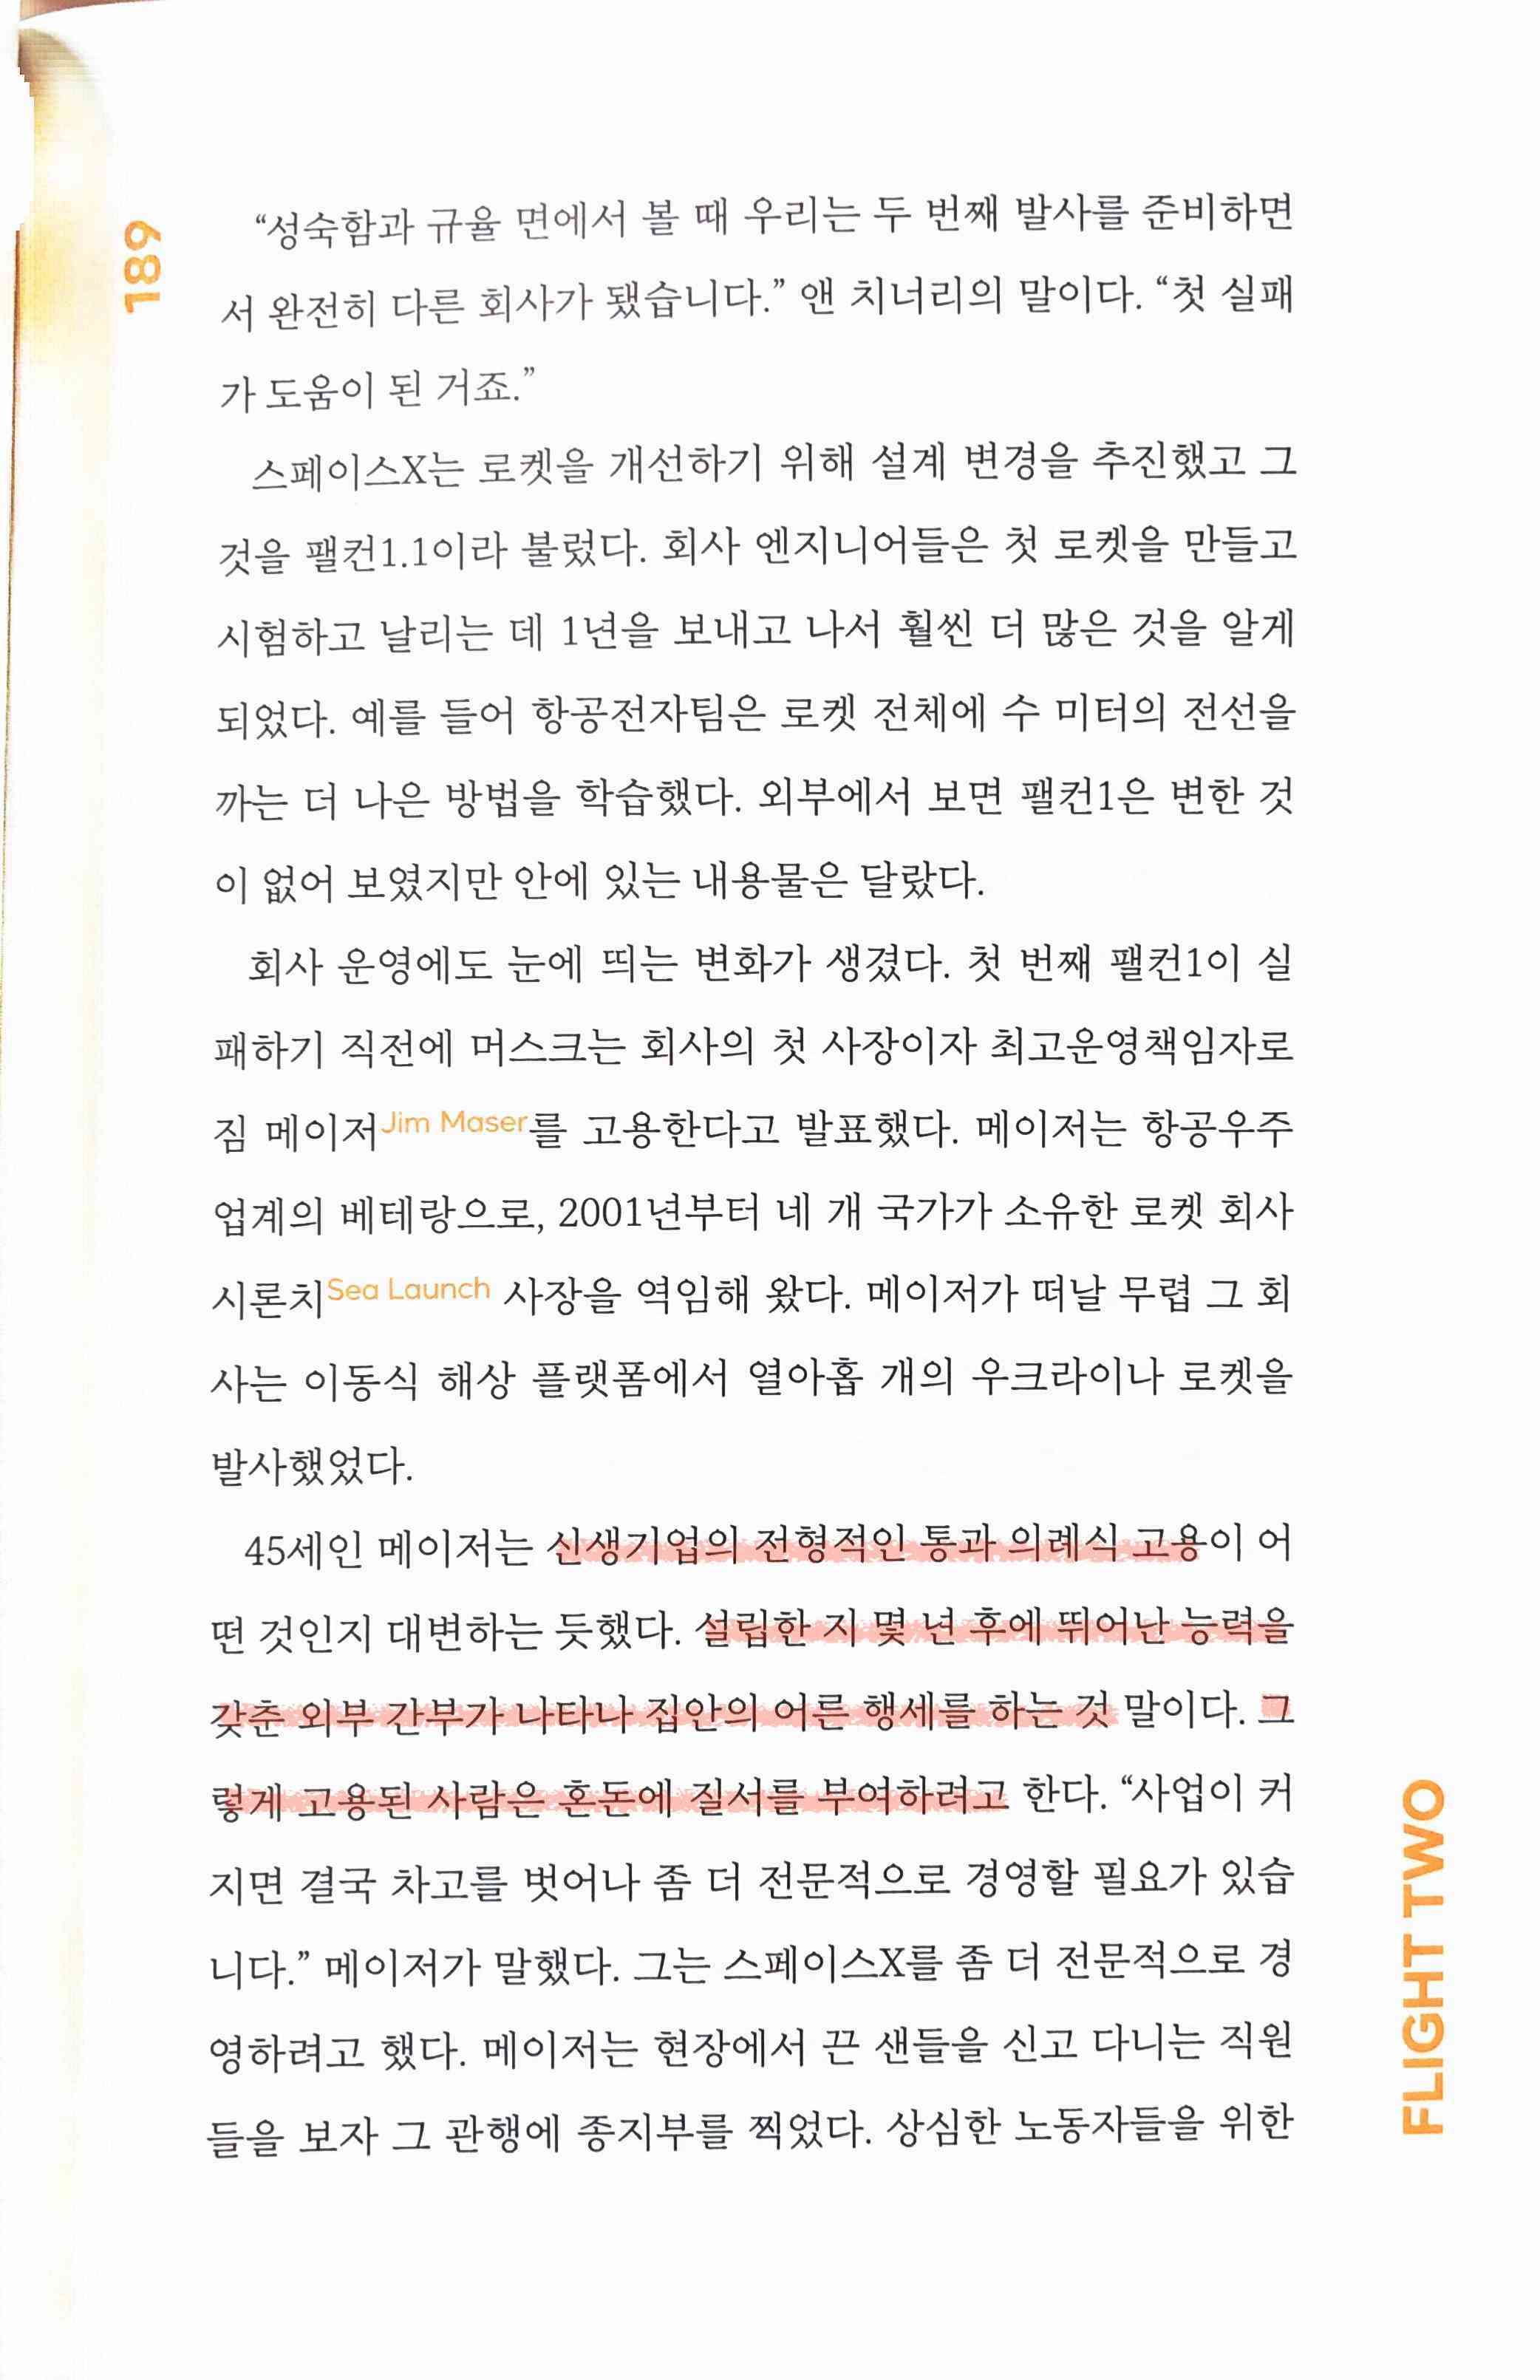 189
“성숙함과 규율 면에서 볼 때 우리는 두 번째 발사를 준비하면
서 완전히 다른 회사가 됐습니다.” 앤 치너리의 말이다. “첫 실패
가 도움이 된 거죠.”
스페이스X는 로켓을 개선하기 위해 설계 변경을 추진했고 그
것을 팰컨1.1이라 불렀다. 회사 엔지니어들은 첫 로켓을 만들고
시험하고 날리는 데 1년을 보내고 나서 훨씬 더 많은 것을 알게
되었다. 예를 들어 항공전자팀은 로켓 전체에 수 미터의 전선을
까는 더 나은 방법을 학습했다. 외부에서 보면 팰컨1은 변한 것
이 없어 보였지만 안에 있는 내용물은 달랐다.
회사 운영에도 눈에 띄는 변화가 생겼다. 첫 번째 팰컨1이 실
패하기 직전에 머스크는 회사의 첫 사장이자 최고운영책임자로
짐 메이저Jim Maser를 고용한다고 발표했다. 메이저는 항공우주
업계의 베테랑으로, 2001년부터 네 개 국가가 소유한 로켓 회사
시론치Sea Launch 사장을 역임해 왔다. 메이저가 떠날 무렵 그 회
사는 이동식 해상 플랫폼에서 열아홉 개의 우크라이나 로켓을
발사했었다.
45세인 메이저는 신생기업의 전형적인 통과 의례식 고용이 어
떤 것인지 대변하는 듯했다. 설립한 지 몇 년 후에 뛰어난 능력을
갖춘 외부 간부가 나타나 집안의 어른 행세를 하는 것 말이다. 그
렇게 고용된 사람은 혼돈에 질서를 부여하려고 한다. “사업이 커
지면 결국 차고를 벗어나 좀 더 전문적으로 경영할 필요가 있습
니다.” 메이저가 말했다. 그는 스페이스X를 좀 더 전문적으로 경
영하려고 했다. 메이저는 현장에서 끈 샌들을 신고 다니는 직원
들을 보자 그 관행에 종지부를 찍었다. 상심한 노동자들을 위한
FLIGHT TWO